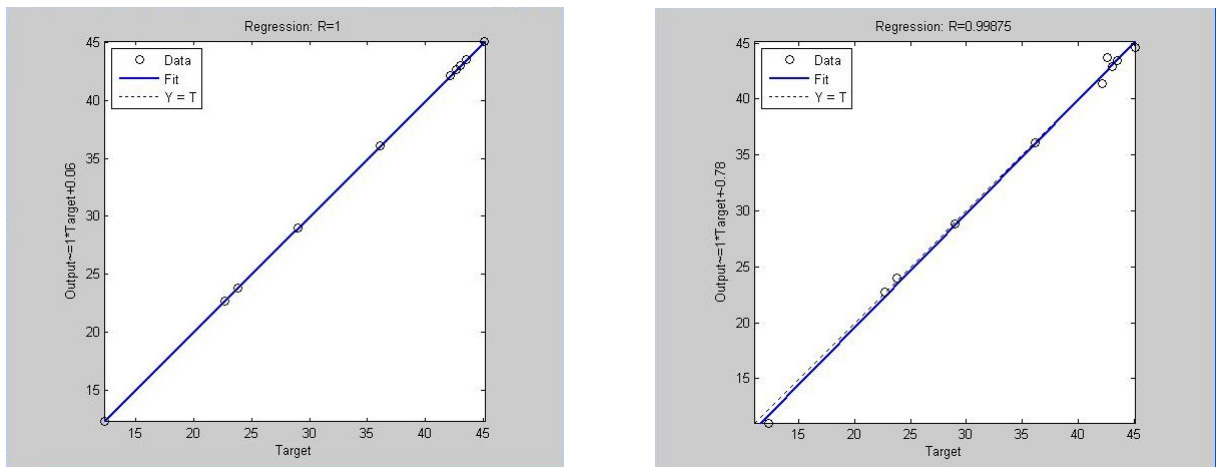 Regression: R=1
Data
Fit
Y = T
Output~=1*Target+0.06
45
40
35
30
25
20
15
15 20 25 30 35 40 45
Target
Regression: R=0.99875
Data
Fit
Y = T
Output~=1*Target+-0.78
45
40
35
30
25
20
15
15 20 25 30 35 40 45
Target